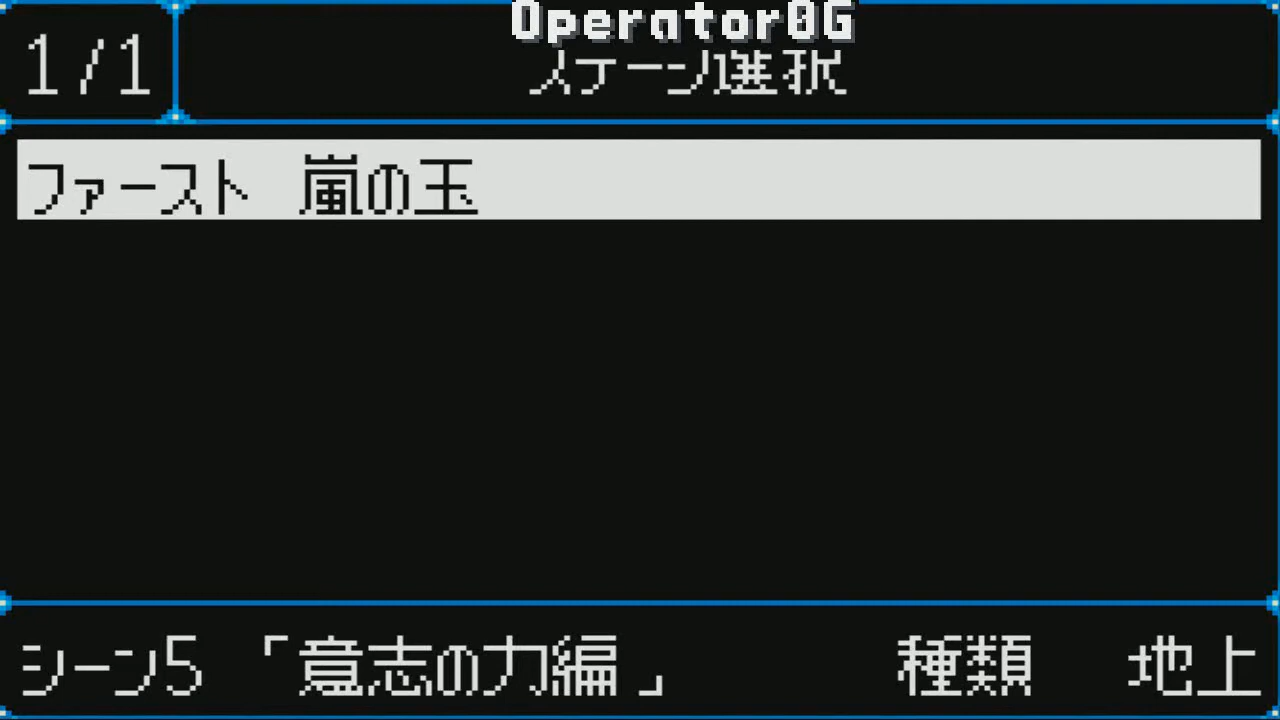 Operator0G
1/1
ステージ選択
ファースト 嵐の玉
シーン5 「意志の力編」 種類 地上